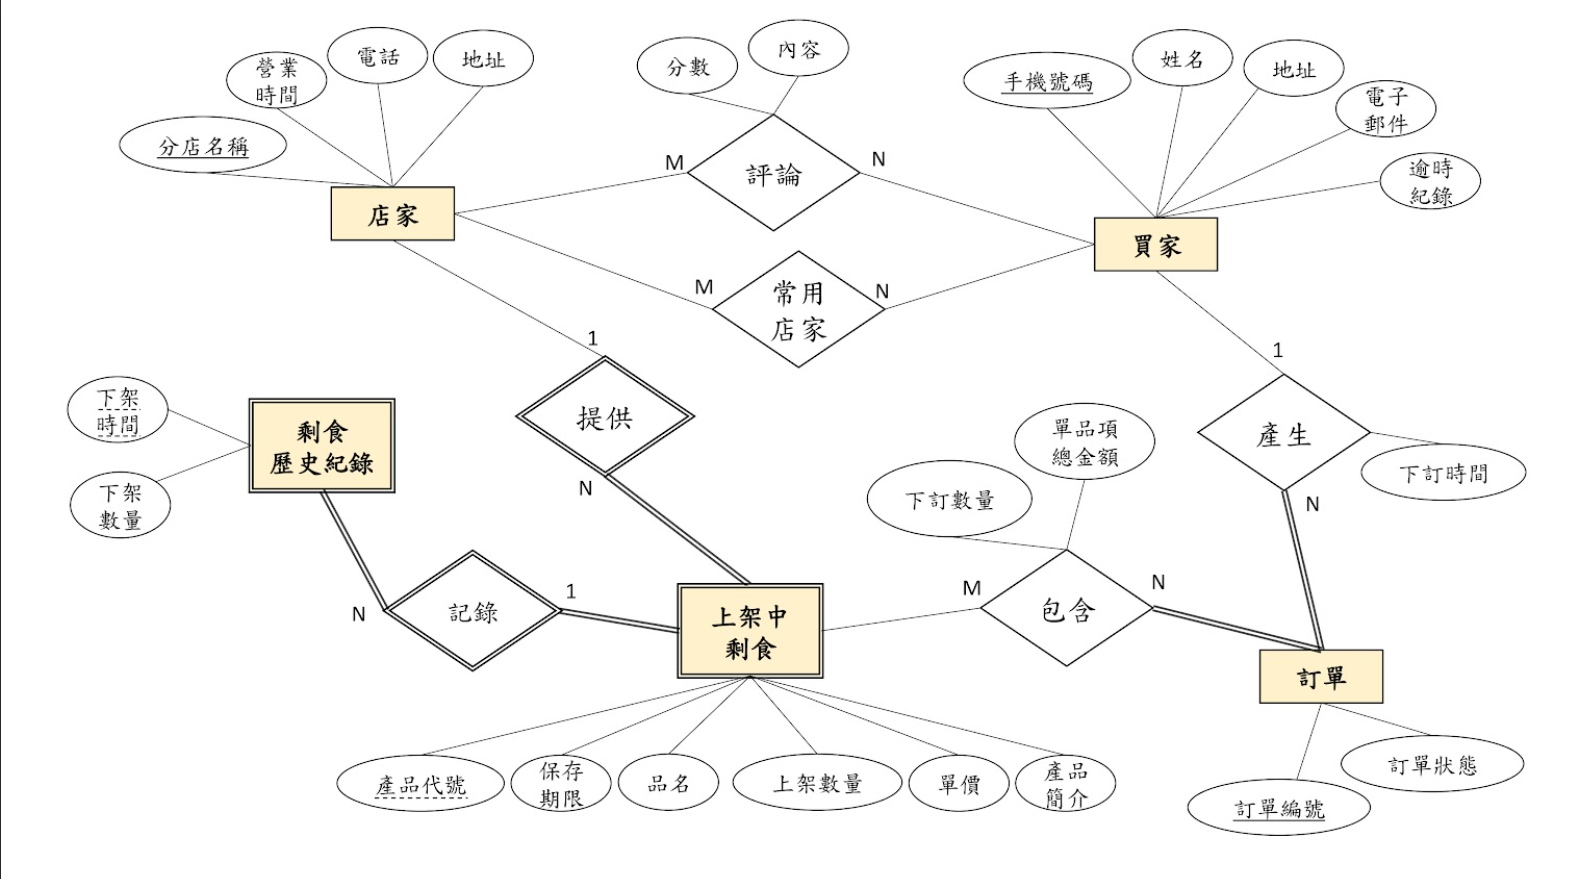 營業
時間
電話
地址
分店名稱
店家
分數
內容
M
評論
N
手機號碼
姓名
地址
電子
郵件
逾時
紀錄
買家
M
常用
店家
N
1
提供
N
1
產生
N
下訂時間
下架
時間
下架
數量
剩食
歷史紀錄
N
記錄
1
上架中
剩食
下訂數量
單品項
總金額
M
包含
N
訂單
產品代號
保存
期限
品名
上架數量
單價
產品
簡介
訂單編號
訂單狀態